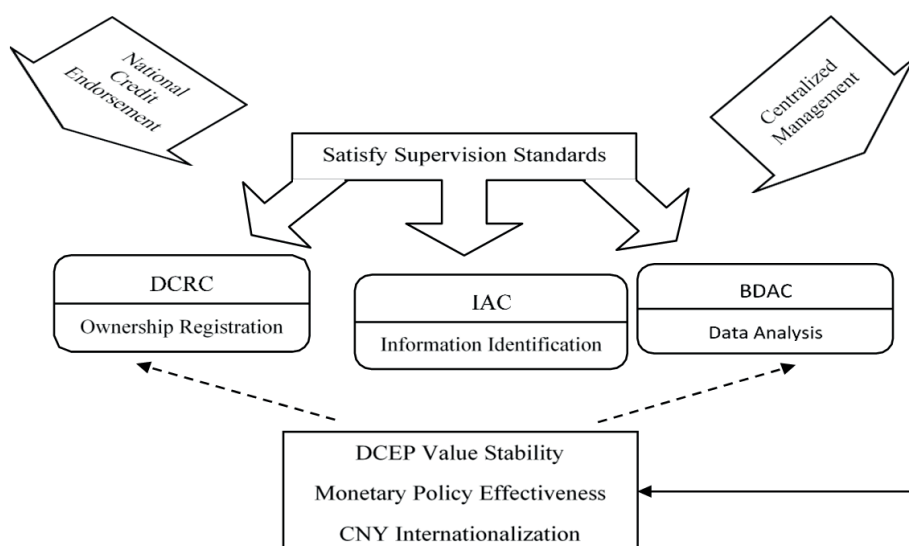 National
Credit
Endorsement
Centralized
Management
Satisfy Supervision Standards
DCRC
Ownership Registration
IAC
Information Identification
BDAC
Data Analysis
DCEP Value Stability
Monetary Policy Effectiveness
CNY Internationalization